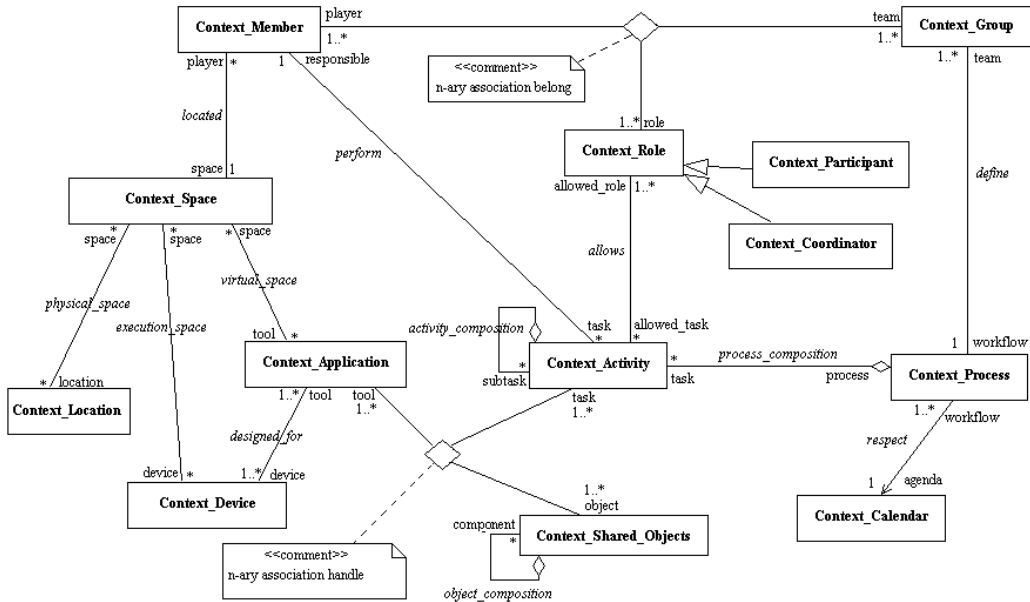 player
team
Context_Member
Context_Group
1..*
1..*
player
*
1
responsible
<<comment>>
n-ary association belong
1..*
team
located
perform
1..*
role
Context_Role
Context_Participant
allowed_role
1..*
define
space
1
Context_Space
Context_Coordinator
*
space
*
space
*
space
allows
physical_space
virtual_space
execution_space
activity_composition
tool
*
task
*
allowed_task
*
1
workflow
Context_Application
Context_Activity
*
process_composition
Context_Process
*
location
subtask
*
task
process
Context_Location
1..*
tool
tool
1..*
task
1..*
1..*
workflow
designed_for
respect
device
*
1..*
device
1
agenda
Context_Device
1..*
object
Context_Calendar
component
*
Context_Shared_Objects
<<comment>>
n-ary association handle
object_composition